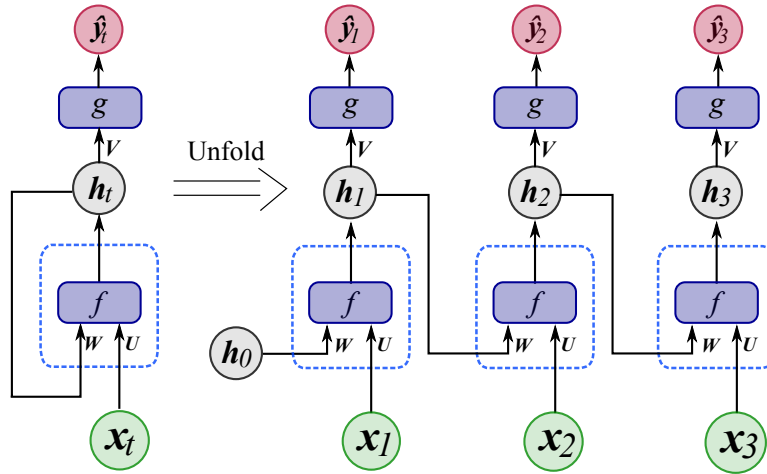 ŷt ŷ1 ŷ2 ŷ3
g g g g
V V V V
Unfold
ht h1 h2 h3
f f f f
W U W U W U W U
h0
xt x1 x2 x3